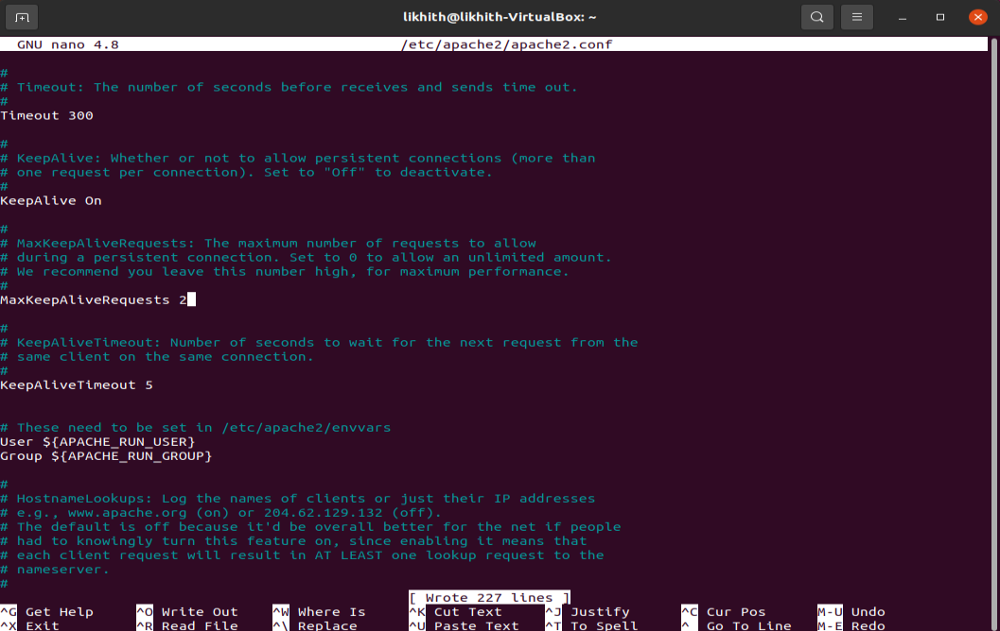 likhith@likhith-VirtualBox: ~
GNU nano 4.8 /etc/apache2/apache2.conf
#
# Timeout: The number of seconds before receives and sends time out.
#
Timeout 300
#
# KeepAlive: Whether or not to allow persistent connections (more than
# one request per connection). Set to "Off" to deactivate.
#
KeepAlive On
#
# MaxKeepAliveRequests: The maximum number of requests to allow
# during a persistent connection. Set to 0 to allow an unlimited amount.
# We recommend you leave this number high, for maximum performance.
#
MaxKeepAliveRequests 2
#
# KeepAliveTimeout: Number of seconds to wait for the next request from the
# same client on the same connection.
#
KeepAliveTimeout 5
# These need to be set in /etc/apache2/envvars
User ${APACHE_RUN_USER}
Group ${APACHE_RUN_GROUP}
#
# HostnameLookups: Log the names of clients or just their IP addresses
# e.g., www.apache.org (on) or 204.62.129.132 (off).
# The default is off because it'd be overall better for the net if people
# had to knowingly turn this feature on, since enabling it means that
# each client request will result in AT LEAST one lookup request to the
# nameserver.
#
[ Wrote 227 lines ]
^G Get Help ^O Write Out ^W Where Is ^K Cut Text ^J Justify ^C Cur Pos M-U Undo
^X Exit ^R Read File ^\ Replace ^U Paste Text ^T To Spell ^_ Go To Line M-E Redo